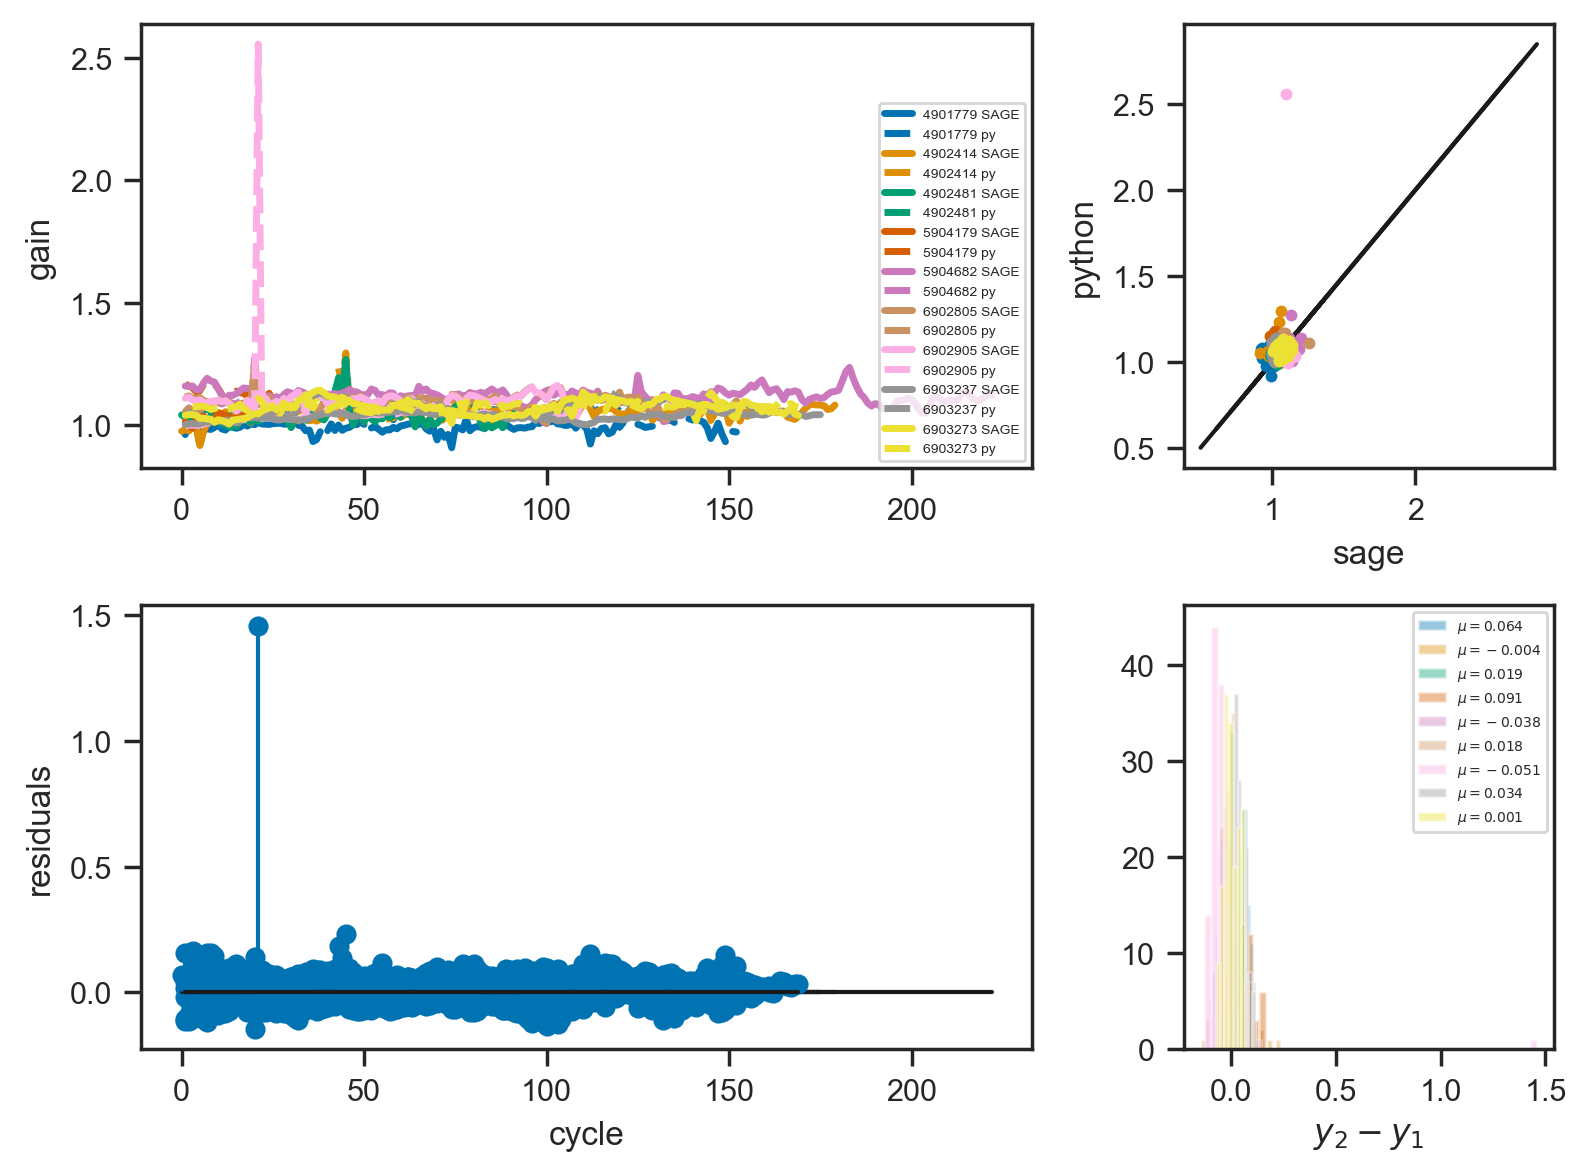 gain
2.5
2.0
1.5
1.0
0
50
100
150
200
4901779 SAGE
4901779 py
4902414 SAGE
4902414 py
4902481 SAGE
4902481 py
5904179 SAGE
5904179 py
5904682 SAGE
5904682 py
6902805 SAGE
6902805 py
6902905 SAGE
6902905 py
6903237 SAGE
6903237 py
6903273 SAGE
6903273 py
python
2.5
2.0
1.5
1.0
0.5
1
2
sage
residuals
1.5
1.0
0.5
0.0
0
50
100
150
200
cycle
40
30
20
10
0
μ = 0.064
μ = −0.004
μ = 0.019
μ = 0.091
μ = −0.038
μ = 0.018
μ = −0.051
μ = 0.034
μ = 0.001
0.0
0.5
1.0
1.5
y₂ − y₁